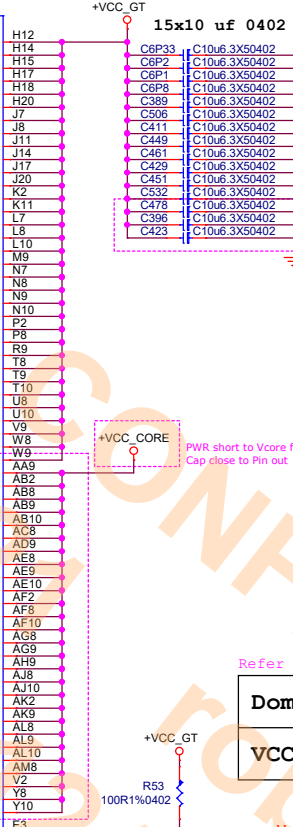 +VCC_GT
15x10 uf 0402
H12
H14
H15
H17
H18
H20
J7
J8
J11
J14
J17
J20
K2
K11
L7
L8
L10
M9
N7
N8
N9
N10
P2
P8
R9
T8
T9
T10
U8
U10
V9
W8
W9
AA9
AB2
AB8
AB9
AB10
AC8
AD9
AE8
AE9
AE10
AF2
AF8
AF10
AG8
AG9
AH9
AJ8
AJ10
AK2
AK9
AL8
AL9
AL10
AM8
V2
Y8
Y10
F3
C6P33 C10u6.3X50402
C6P2 C10u6.3X50402
C6P1 C10u6.3X50402
C6P8 C10u6.3X50402
C389 C10u6.3X50402
C506 C10u6.3X50402
C411 C10u6.3X50402
C449 C10u6.3X50402
C461 C10u6.3X50402
C429 C10u6.3X50402
C451 C10u6.3X50402
C532 C10u6.3X50402
C478 C10u6.3X50402
C396 C10u6.3X50402
C423 C10u6.3X50402
+VCC_CORE
PWR short to Vcore f
Cap close to Pin out
Refer
Dom
VCC
+VCC_GT
R53
100R1%0402
CONF